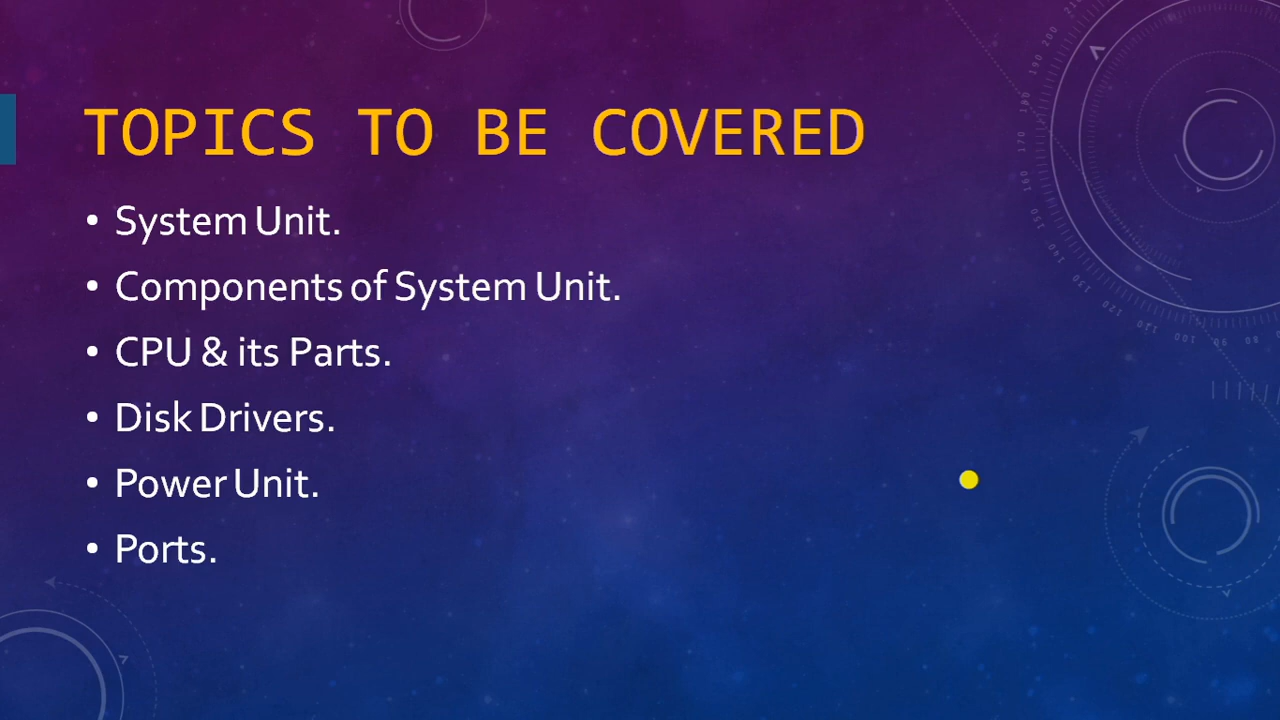 TOPICS TO BE COVERED
• System Unit.
• Components of System Unit.
• CPU & its Parts.
• Disk Drivers.
• Power Unit.
• Ports.